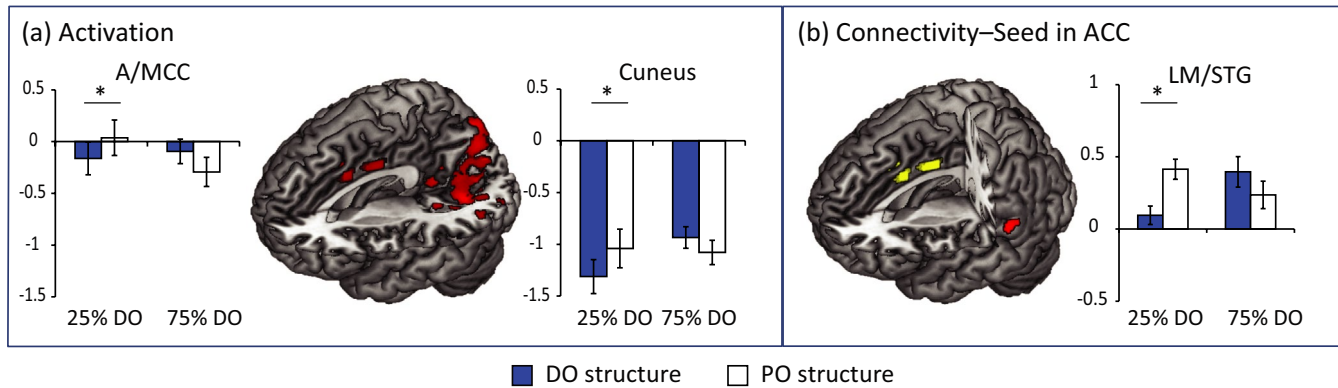 (a) Activation
A/MCC
0.5
*
0
-0.5
-1
-1.5
25% DO 75% DO
Cuneus
0.5
*
0
-0.5
-1
-1.5
25% DO 75% DO
(b) Connectivity–Seed in ACC
LM/STG
1
*
0.5
0
-0.5
25% DO 75% DO
DO structure PO structure